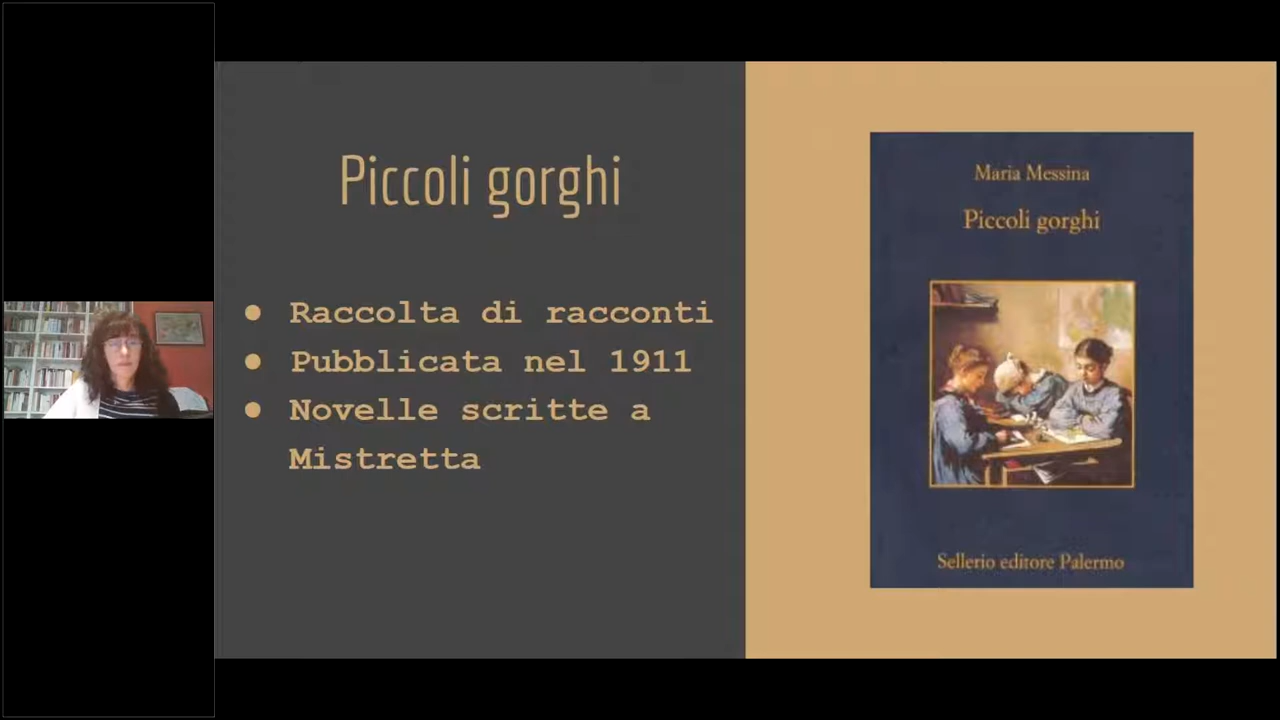 Piccoli gorghi
● Raccolta di racconti
● Pubblicata nel 1911
● Novelle scritte a
Mistretta
Maria Messina
Piccoli gorghi
Sellerio editore Palermo